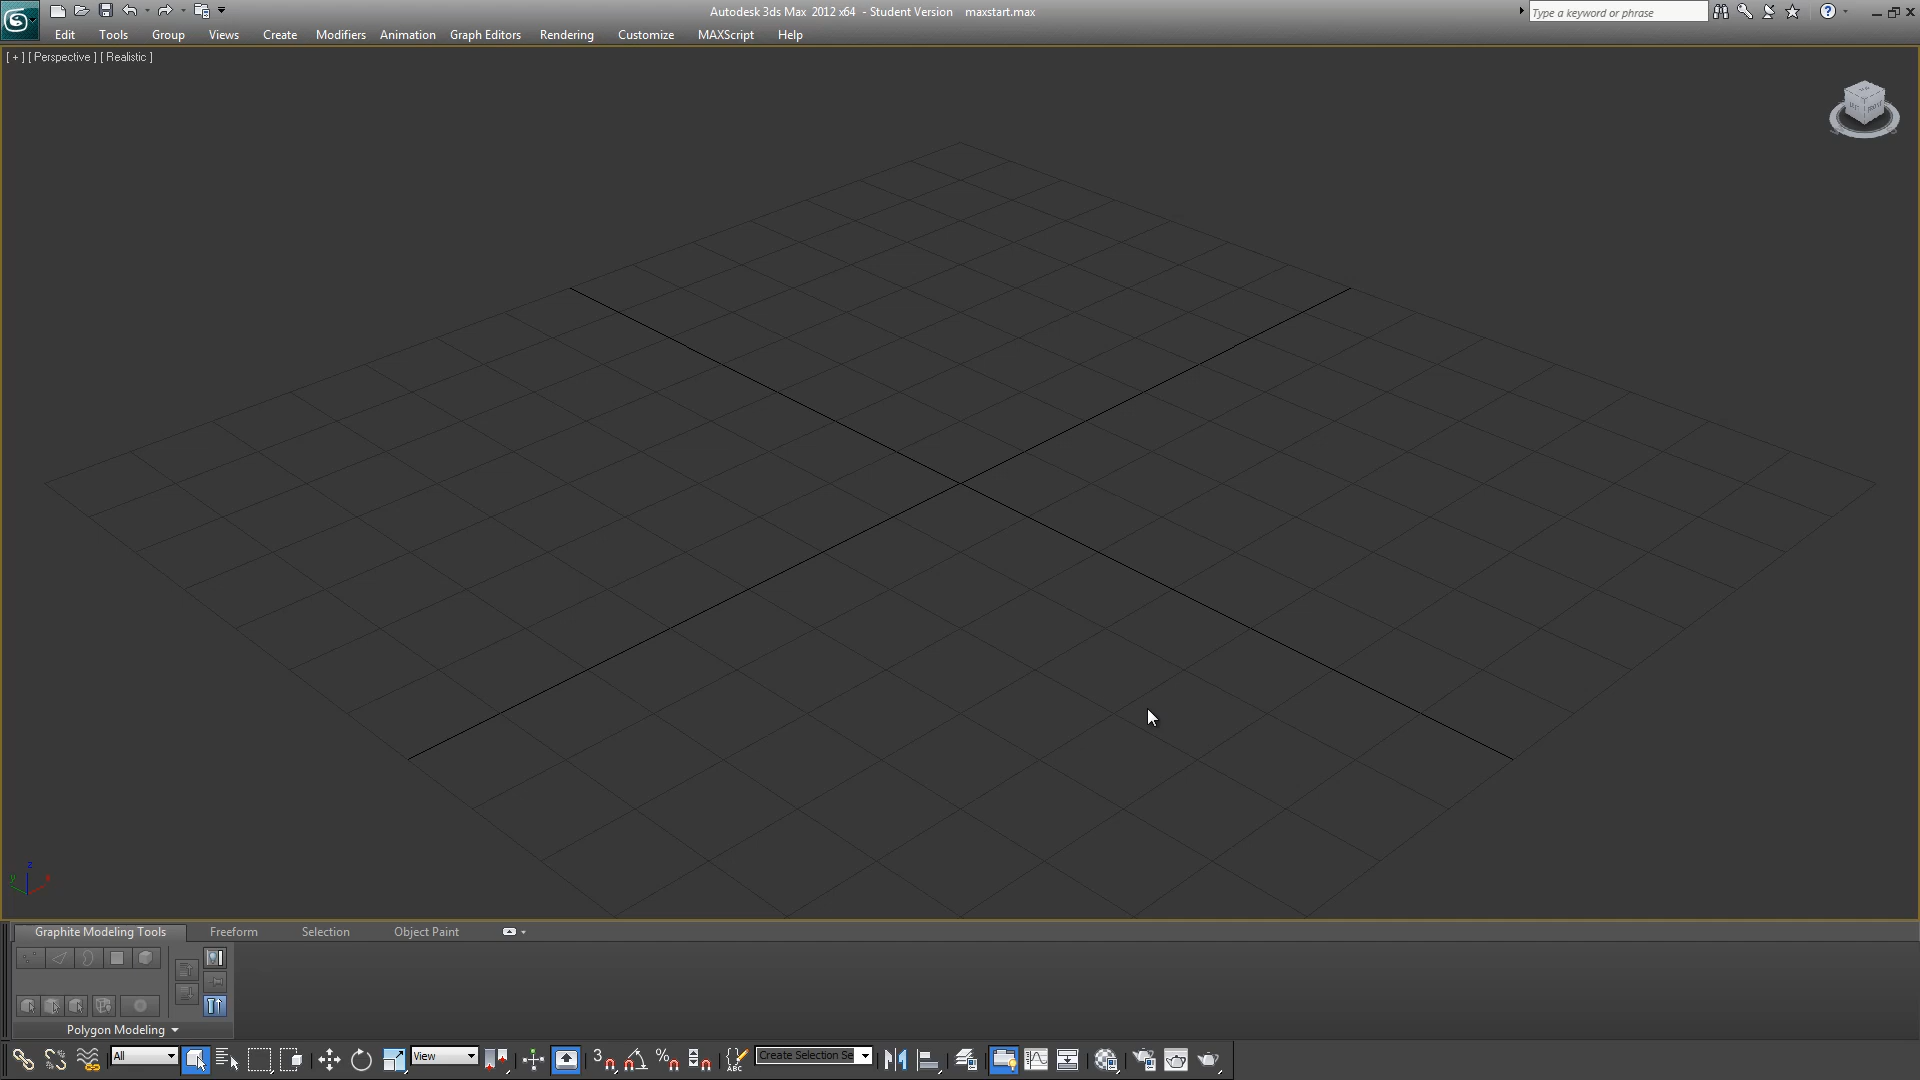 Autodesk 3ds Max 2012 x64 - Student Version maxstart.max
Type a keyword or phrase
Edit Tools Group Views Create Modifiers Animation Graph Editors Rendering Customize MAXScript Help
[ + ] [ Perspective ] [ Realistic ]
z
Graphite Modeling Tools Freeform Selection Object Paint
Polygon Modeling
All View 3 % ABC Create Selection Se